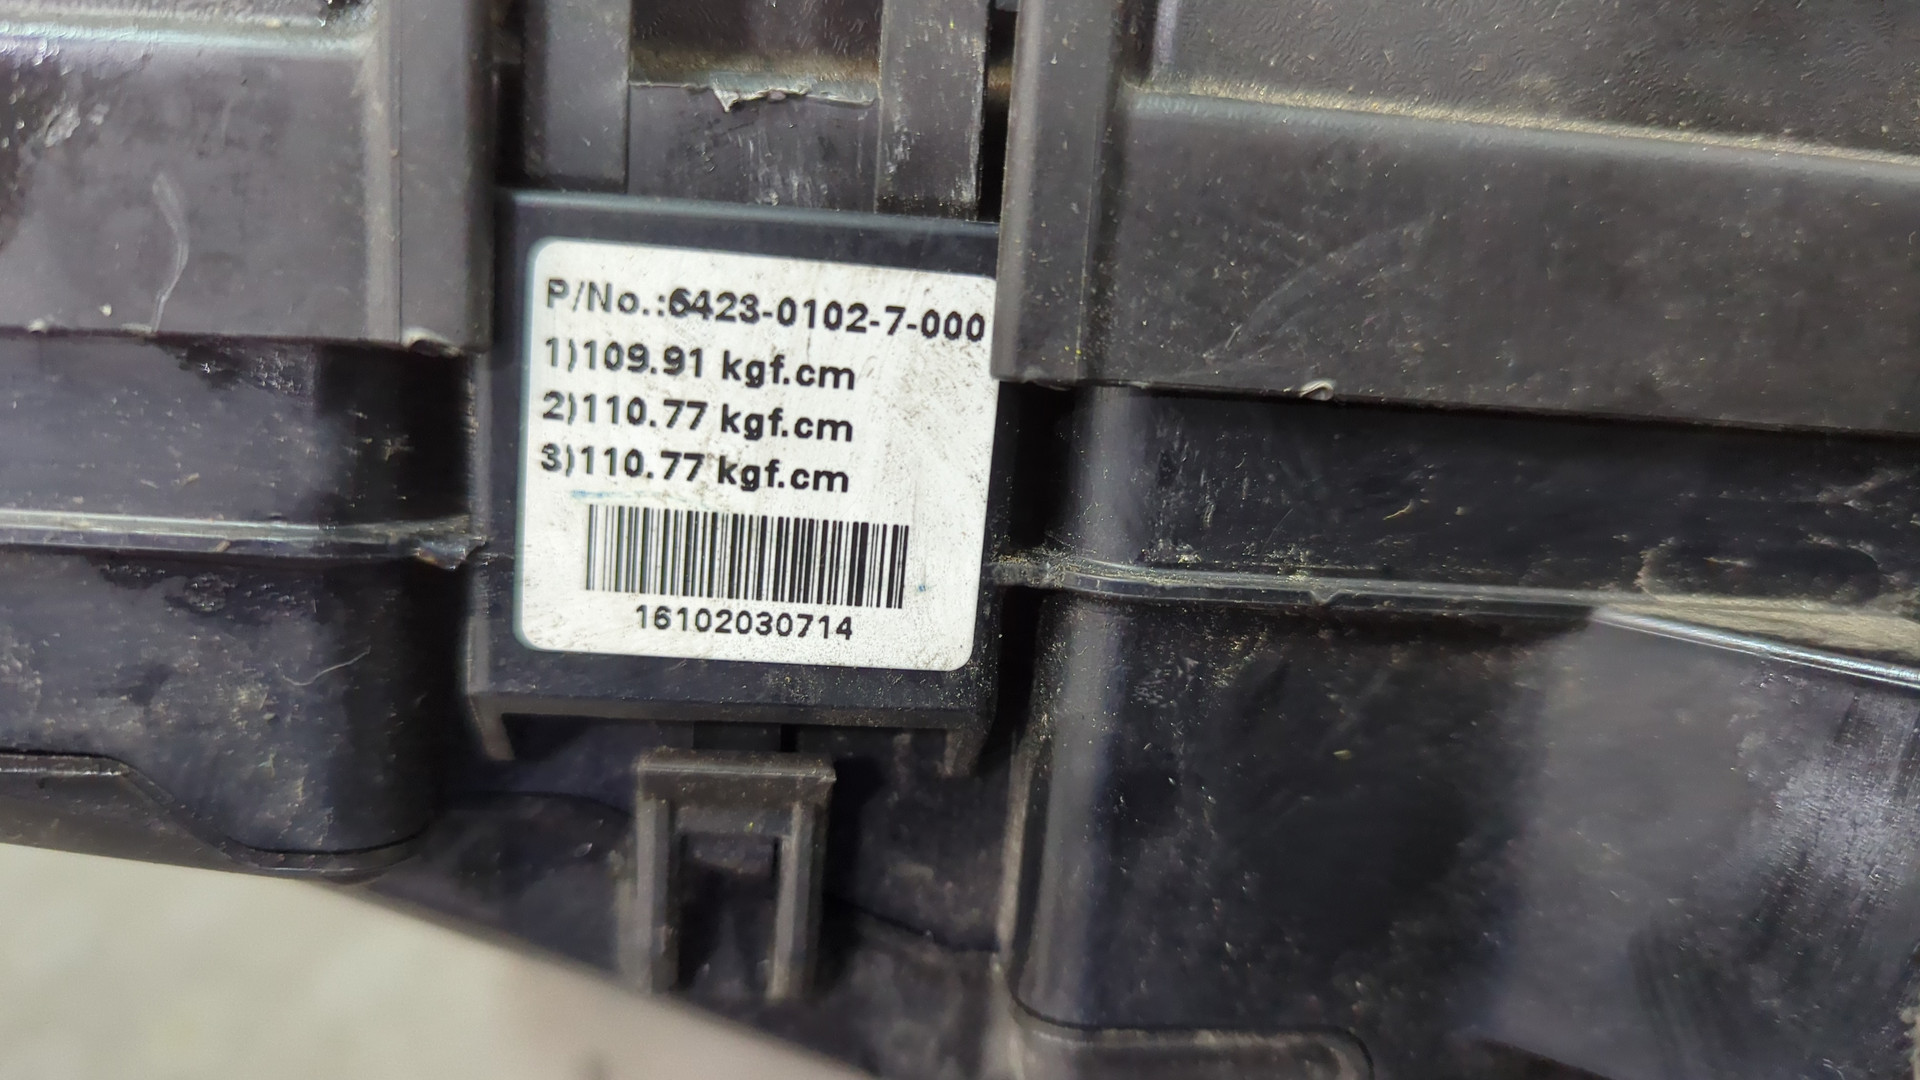 P/No.:6423-0102-7-000
1)109.91 kgf.cm
2)110.77 kgf.cm
3)110.77 kgf.cm
16102030714